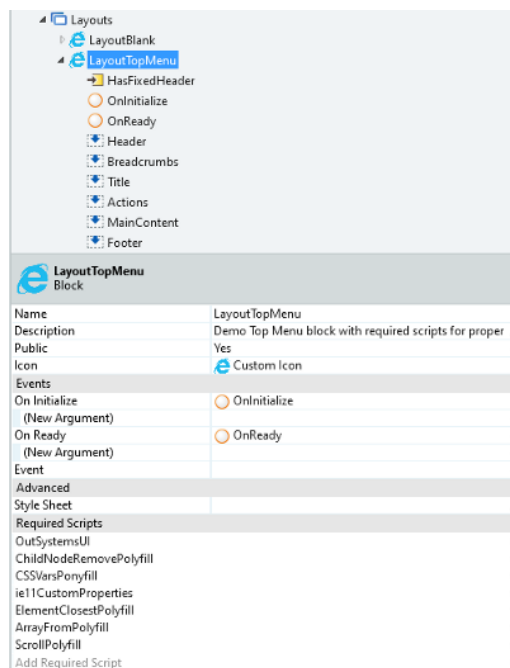 Layouts
LayoutBlank
LayoutTopMenu
HasFixedHeader
OnInitialize
OnReady
Header
Breadcrumbs
Title
Actions
MainContent
Footer
LayoutTopMenu
Block
Name LayoutTopMenu
Description Demo Top Menu block with required scripts for proper
Public Yes
Icon Custom Icon
Events
On Initialize OnInitialize
(New Argument)
On Ready OnReady
(New Argument)
Event
Advanced
Style Sheet
Required Scripts
OutSystemsUI
ChildNodeRemovePolyfill
CSSVarsPonyfill
ie11CustomProperties
ElementClosestPolyfill
ArrayFromPolyfill
ScrollPolyfill
Add Required Script